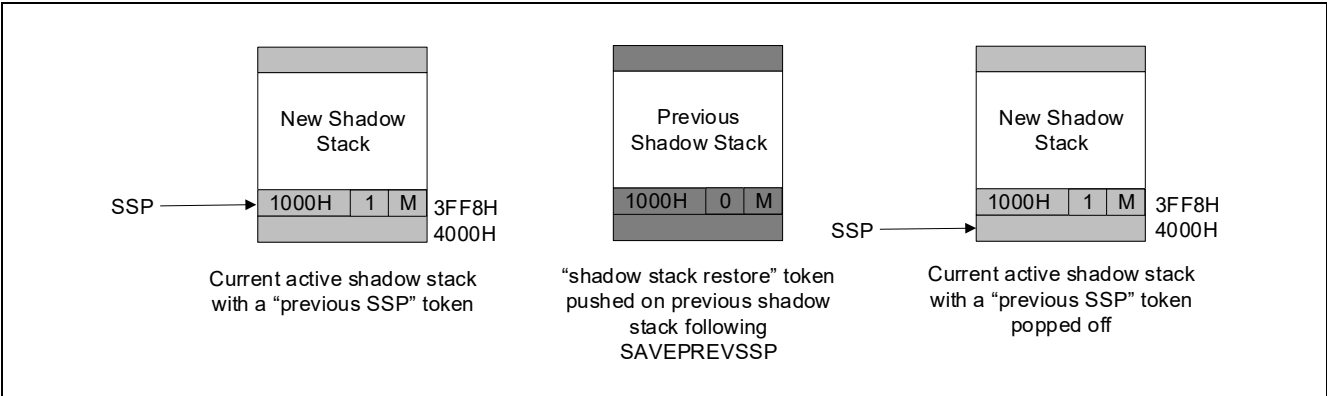 New Shadow
Stack
SSP
1000H 1 M 3FF8H
4000H
Current active shadow stack
with a “previous SSP” token
Previous
Shadow Stack
1000H 0 M
“shadow stack restore” token
pushed on previous shadow
stack following
SAVEPREVSSP
New Shadow
Stack
1000H 1 M 3FF8H
SSP 4000H
Current active shadow stack
with a “previous SSP” token
popped off